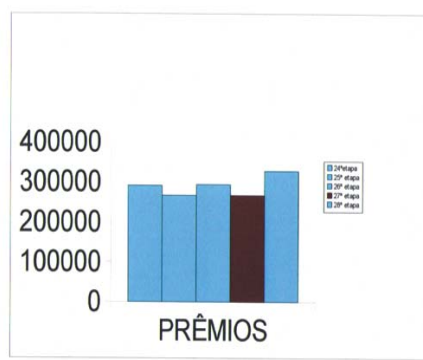 400000
300000
200000
100000
0
PRÊMIOS
24ªetapa
25ª etapa
26ª etapa
27ª etapa
28ª etapa